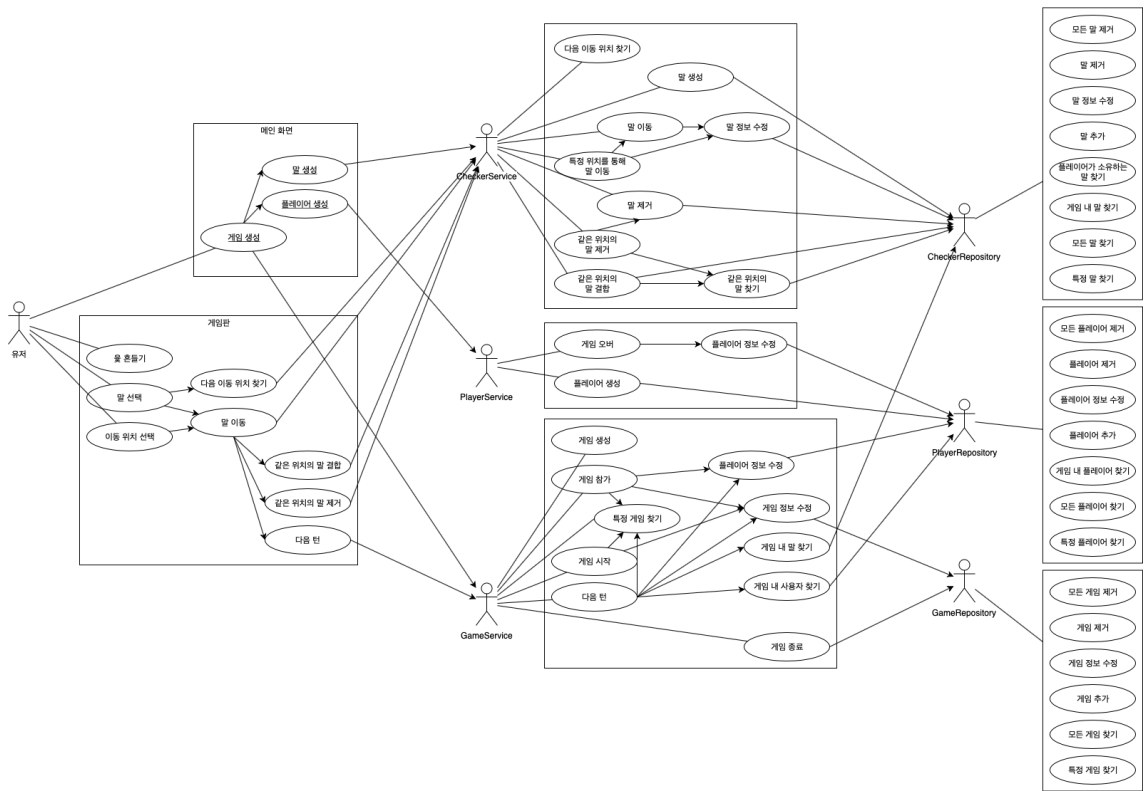 메인 화면
말 생성
플레이어 생성
게임 생성
유저
게임판
윷 흔들기
말 선택
이동 위치 선택
다음 이동 위치 찾기
말 이동
같은 위치의 말 결합
같은 위치의 말 제거
다음 턴
CheckerService
PlayerService
GameService
다음 이동 위치 찾기
말 생성
말 이동
말 정보 수정
특정 위치를 통해
말 이동
말 제거
같은 위치의
말 제거
같은 위치의
말 결합
같은 위치의
말 찾기
게임 오버
플레이어 정보 수정
플레이어 생성
게임 생성
게임 참가
플레이어 정보 수정
특정 게임 찾기
게임 정보 수정
게임 시작
게임 내 말 찾기
다음 턴
게임 내 사용자 찾기
게임 종료
CheckerRepository
PlayerRepository
GameRepository
모든 말 제거
말 제거
말 정보 수정
말 추가
플레이어가 소유하는
말 찾기
게임 내 말 찾기
모든 말 찾기
특정 말 찾기
모든 플레이어 제거
플레이어 제거
플레이어 정보 수정
플레이어 추가
게임 내 플레이어 찾기
모든 플레이어 찾기
특정 플레이어 찾기
모든 게임 제거
게임 제거
게임 정보 수정
게임 추가
모든 게임 찾기
특정 게임 찾기